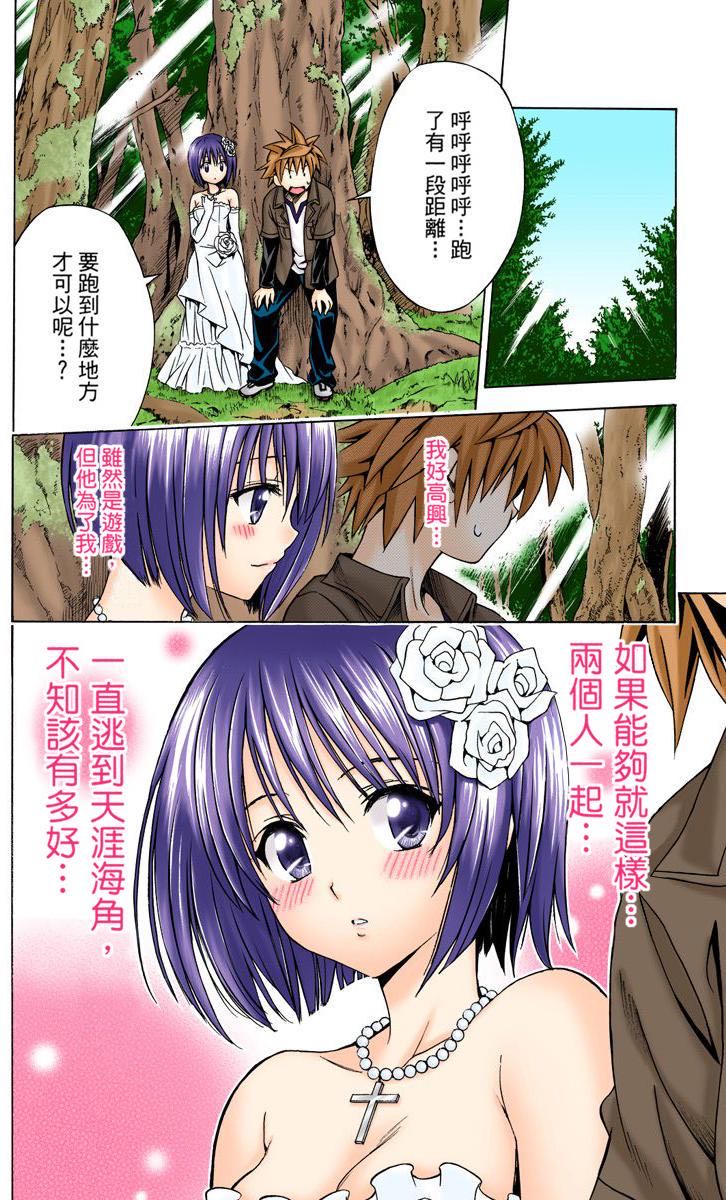 呼呼呼呼呼…跑
了有一段距離…
要跑到什麼地方
才可以呢…？
我好高興…
雖然是遊戲，
但他為了我…
如果能夠就這樣…
兩個人一起…
一直逃到天涯海角，
不知該有多好…